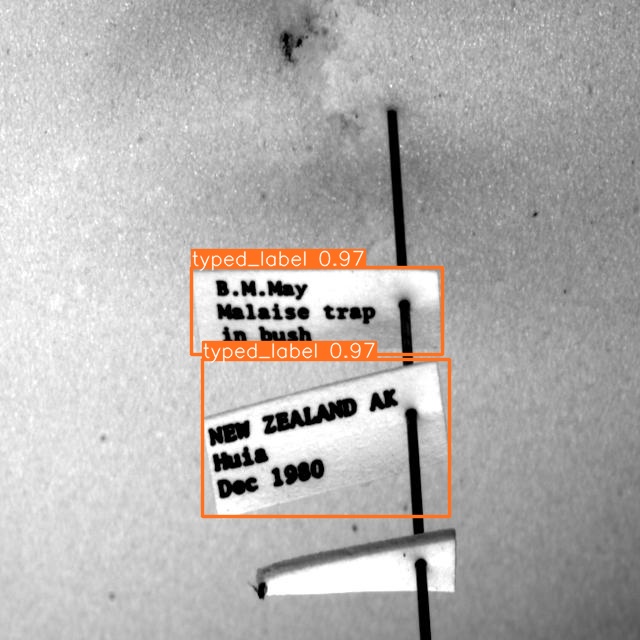 typed_label 0.97
B.M.May
Malaise trap
in bush
typed_label 0.97
NEW ZEALAND AK
Huia
Dec 1980